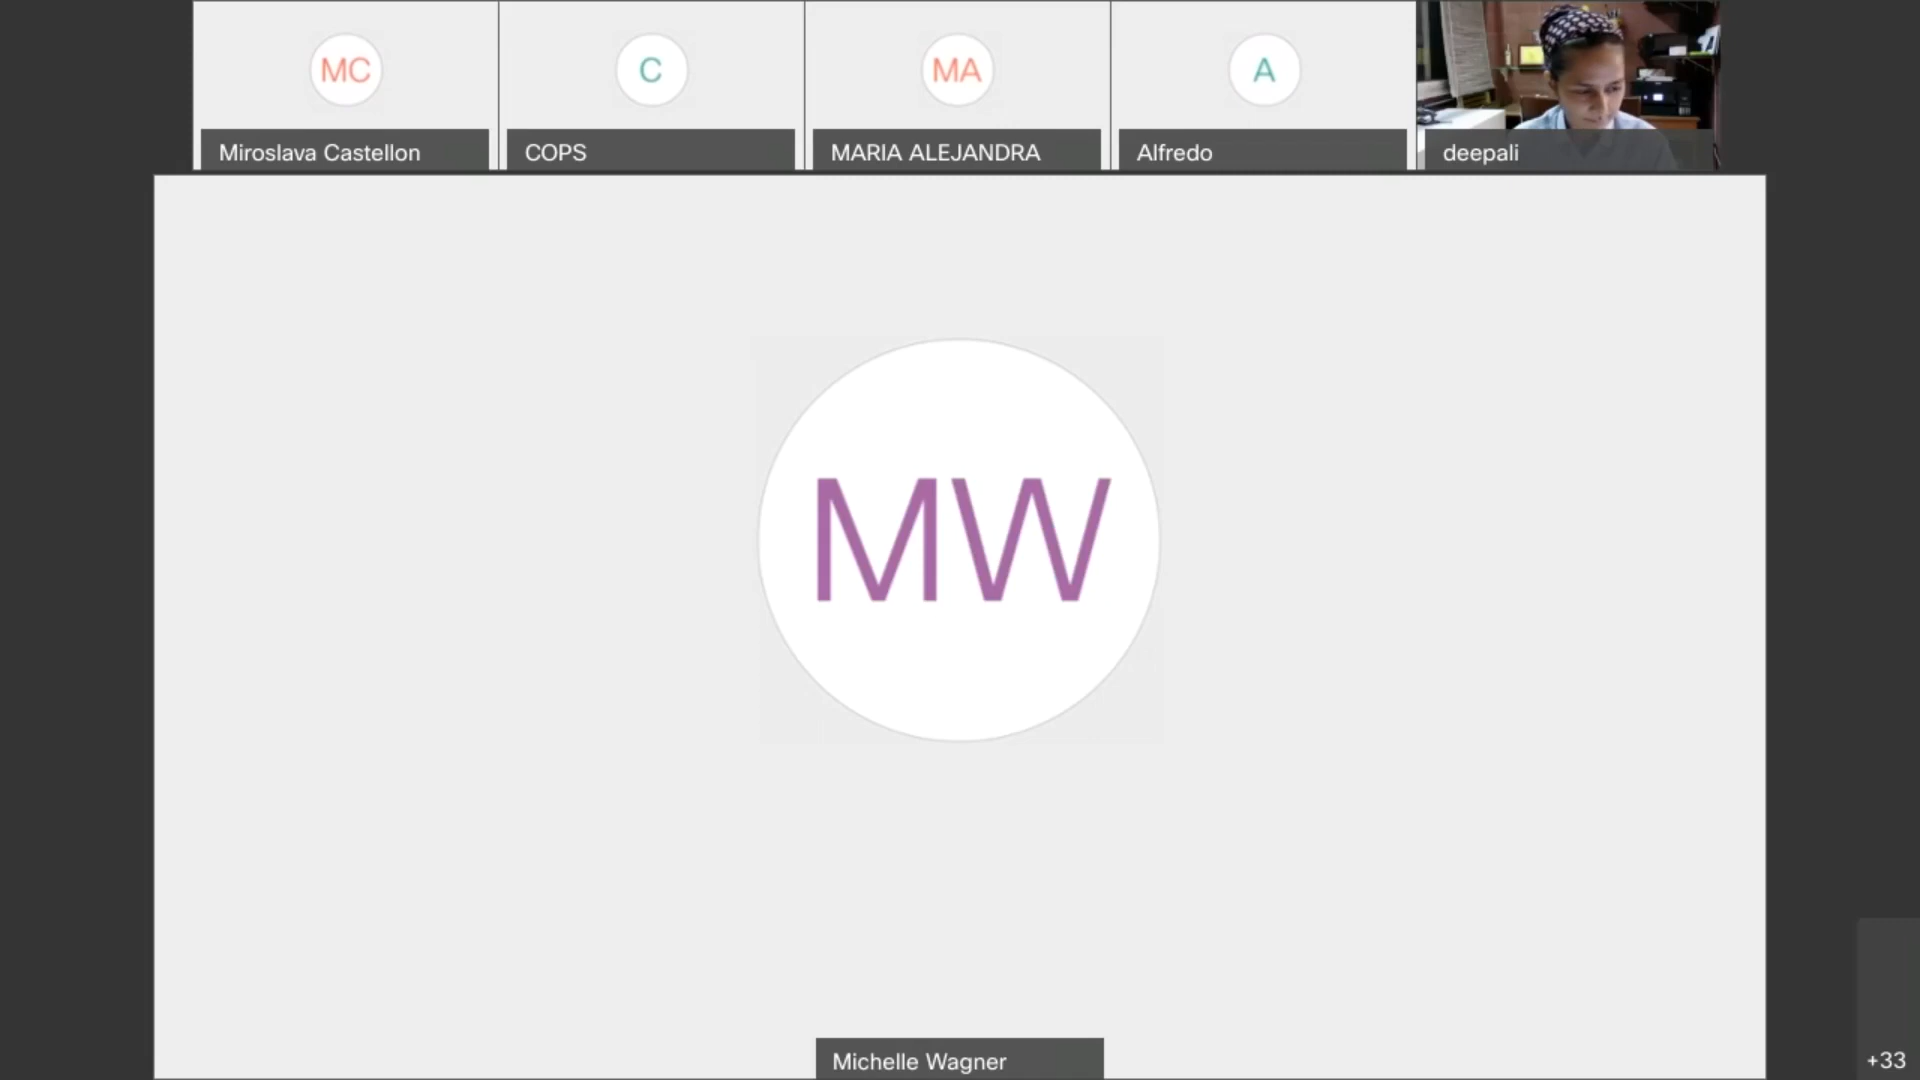 MC
Miroslava Castellon
C
COPS
MA
MARIA ALEJANDRA
A
Alfredo
deepali
MW
Michelle Wagner
+33